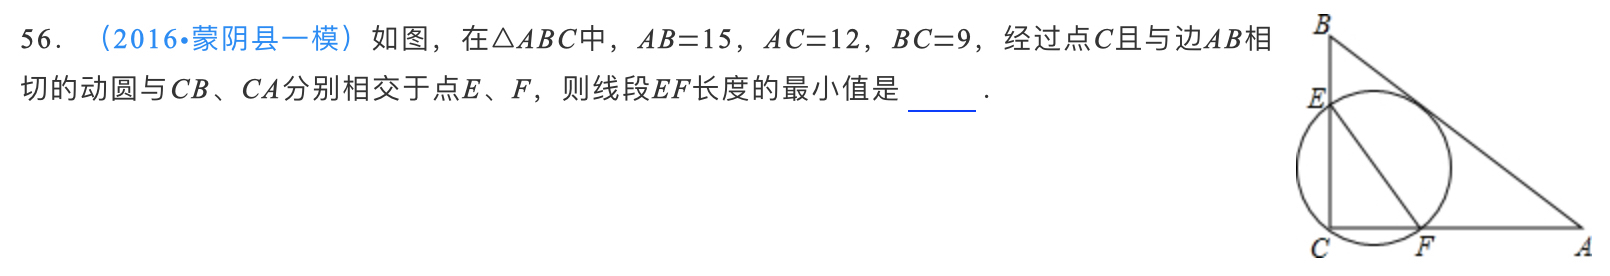 56. （2016•蒙阴县一模）如图，在△ABC中，AB=15，AC=12，BC=9，经过点C且与边AB相
切的动圆与CB、CA分别相交于点E、F，则线段EF长度的最小值是 ____ .
B
E
C
F
A